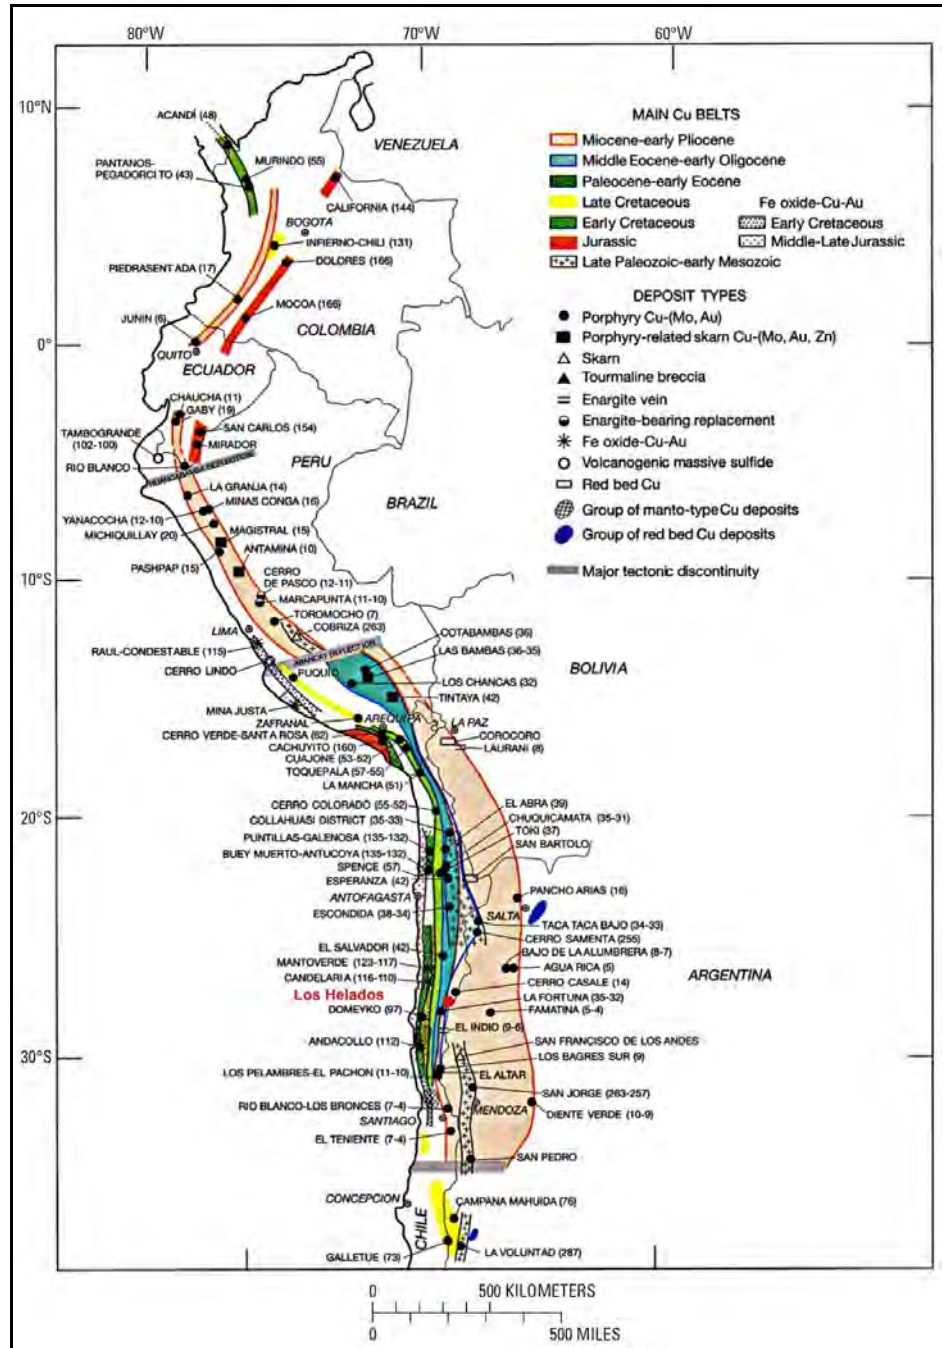 80°W 70°W 60°W
10°N
0°
10°S
20°S
30°S
ACANDÍ (48)
VENEZUELA
PANTANOS-
PEGADORCITO (43)
MURINDO (55)
CALIFORNIA (144)
BOGOTA
INFIERNO-CHILI (131)
DOLORES (166)
PIEDRASENTADA (17)
MOCOA (166)
JUNIN (6)
COLOMBIA
QUITO
ECUADOR
CHAUCHA (11)
GABY (19)
SAN CARLOS (154)
TAMBOGRANDE
(102-100)
MIRADOR
RIO BLANCO
HUANCABAMBA DEFLECTION
PERU
LA GRANJA (14)
MINAS CONGA (16)
BRAZIL
YANACOCHA (12-10)
MICHIQUILLAY (20)
MAGISTRAL (15)
PASHPAP (15)
ANTAMINA (10)
CERRO
DE PASCO (12-11)
MARCAPUNTA (11-10)
TOROMOCHO (7)
COBRIZA (263)
LIMA
RAUL-CONDESTABLE (115)
CERRO LINDO
ABANCAY DEFLECTION
PUQUIO
COTABAMBAS (36)
LAS BAMBAS (36-35)
LOS CHANCAS (32)
TINTAYA (42)
BOLIVIA
MINA JUSTA
ZAFRANAL
AREQUIPA
LA PAZ
CERRO VERDE-SANTA ROSA (62)
COROCORO
CACHUYITO (160)
LAURANI (8)
CUAJONE (53-52)
TOQUEPALA (57-55)
LA MANCHA (51)
CERRO COLORADO (55-52)
EL ABRA (39)
COLLAHUASI DISTRICT (35-33)
CHUQUICAMATA (35-31)
PUNTILLAS-GALENOSA (135-132)
TOKI (37)
BUEY MUERTO-ANTUCOYA (135-132)
SAN BARTOLO
SPENCE (57)
ESPERANZA (42)
PANCHO ARIAS (16)
ANTOFAGASTA
SALTA
ESCONDIDA (38-34)
TACA TACA BAJO (34-33)
CERRO SAMENTA (255)
EL SALVADOR (42)
BAJO DE LA ALUMBRERA (8-7)
MANTOVERDE (123-117)
AGUA RICA (5)
ARGENTINA
CANDELARIA (116-110)
CERRO CASALE (14)
Los Helados
LA FORTUNA (35-32)
DOMEYKO (97)
FAMATINA (5-4)
EL INDIO (9-6)
ANDACOLLO (112)
SAN FRANCISCO DE LOS ANDES
LOS BAGRES SUR (9)
LOS PELAMBRES-EL PACHON (11-10)
EL ALTAR
SAN JORGE (263-257)
RIO BLANCO-LOS BRONCES (7-4)
MENDOZA
DIENTE VERDE (10-9)
SANTIAGO
EL TENIENTE (7-4)
SAN PEDRO
CONCEPCION
CAMPANA MAHUIDA (76)
CHILE
GALLETUE (73)
LA VOLUNTAD (287)
MAIN Cu BELTS
Miocene-early Pliocene
Middle Eocene-early Oligocene
Paleocene-early Eocene
Late Cretaceous
Early Cretaceous
Jurassic
Late Paleozoic-early Mesozoic
Fe oxide-Cu-Au
Early Cretaceous
Middle-Late Jurassic
DEPOSIT TYPES
Porphyry Cu-(Mo, Au)
Porphyry-related skarn Cu-(Mo, Au, Zn)
Skarn
Tourmaline breccia
Enargite vein
Enargite-bearing replacement
Fe oxide-Cu-Au
Volcanogenic massive sulfide
Red bed Cu
Group of manto-type Cu deposits
Group of red bed Cu deposits
Major tectonic discontinuity
0 500 KILOMETERS
0 500 MILES